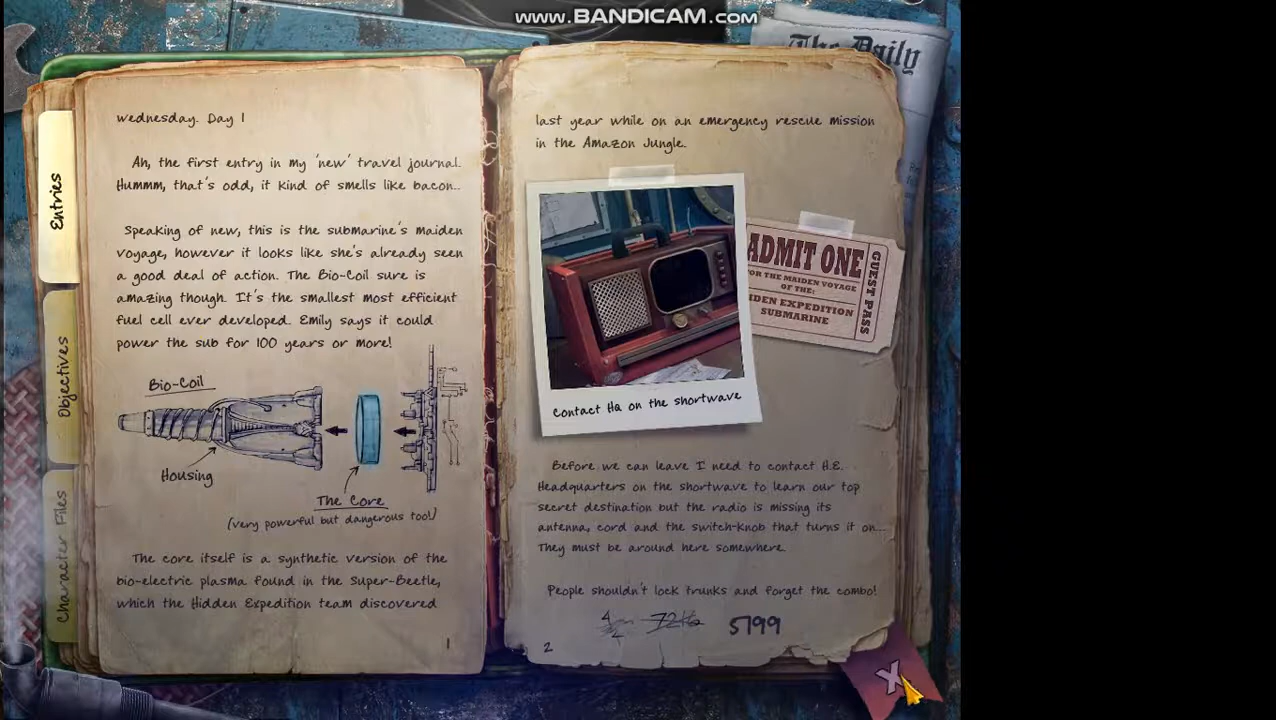 WWW.BANDICAM.COM
The Daily
Entries
Objectives
Character Files
wednesday. Day 1
Ah, the first entry in my 'new' travel journal.
Hummm, that's odd, it kind of smells like bacon...
Speaking of new, this is the submarine's maiden
voyage, however it looks like she's already seen
a good deal of action. The Bio-Coil sure is
amazing though. It's the smallest most efficient
fuel cell ever developed. Emily says it could
power the sub for 100 years or more!
Bio-Coil
Housing
The Core
(very powerful but dangerous too!)
The core itself is a synthetic version of the
bio-electric plasma found in the Super-Beetle,
which the Hidden Expedition team discovered
1
last year while on an emergency rescue mission
in the Amazon Jungle.
ADMIT ONE
FOR THE MAIDEN VOYAGE
OF THE:
IDEN EXPEDITION
SUBMARINE
GUEST PASS
Contact HQ on the shortwave
Before we can leave I need to contact H.E.
Headquarters on the shortwave to learn our top
secret destination but the radio is missing its
antenna, cord and the switch-knob that turns it on...
They must be around here somewhere.
People shouldn't lock trunks and forget the combo!
5199
2
X